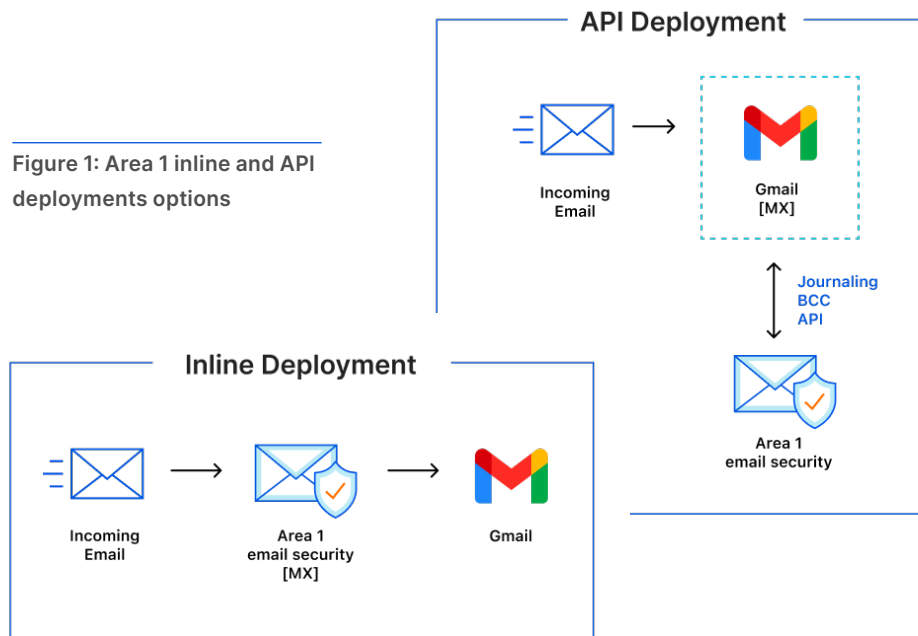 API Deployment
Figure 1: Area 1 inline and API
deployments options
Incoming
Email
Gmail
[MX]
Journaling
BCC
API
Area 1
email security
Inline Deployment
Incoming
Email
Area 1
email security
[MX]
Gmail